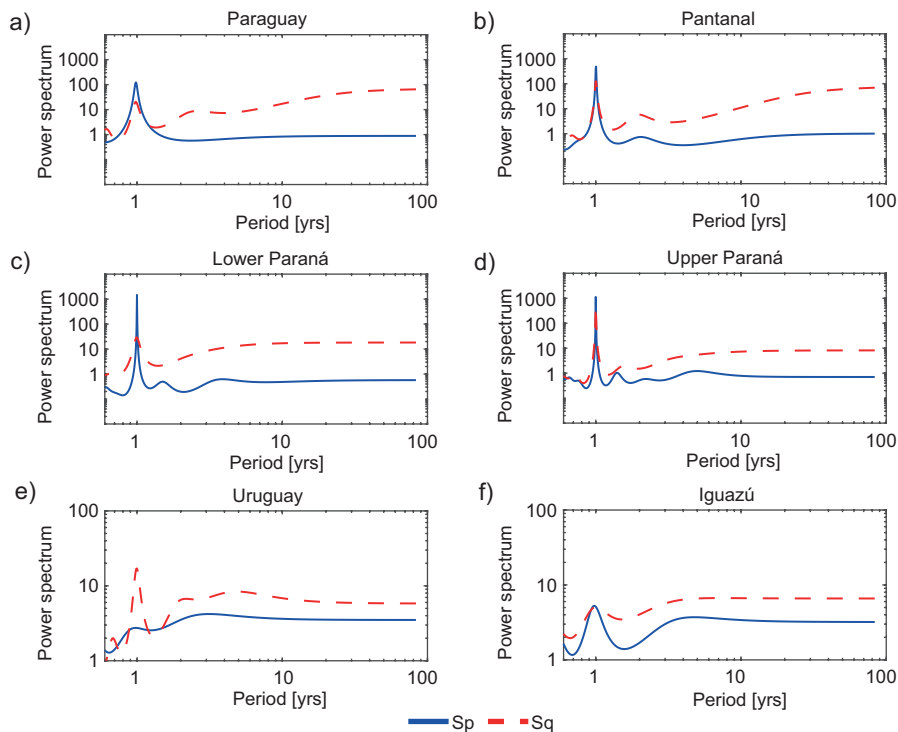 a)
Paraguay
Power spectrum
1000
100
10
1
1
10
100
Period [yrs]
b)
Pantanal
Power spectrum
1000
100
10
1
1
10
100
Period [yrs]
c)
Lower Paraná
Power spectrum
1000
100
10
1
1
10
100
Period [yrs]
d)
Upper Paraná
Power spectrum
1000
100
10
1
1
10
100
Period [yrs]
e)
Uruguay
Power spectrum
100
10
1
1
10
100
Period [yrs]
f)
Iguazú
Power spectrum
100
10
1
1
10
100
Period [yrs]
Sp
Sq